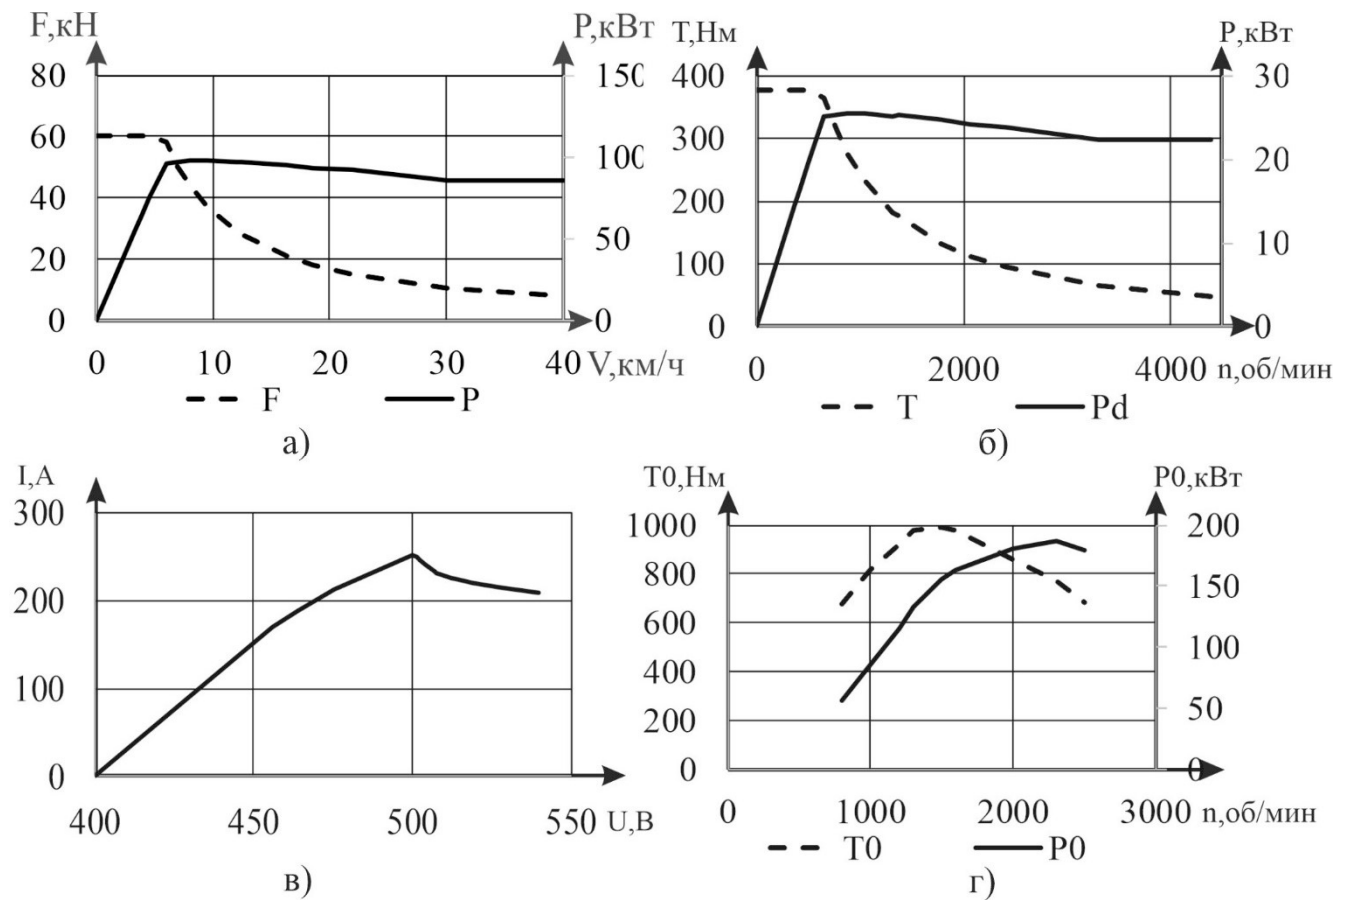 F,кН P,кВт
80 150
60
100
40
50
20
0 0
0 10 20 30 40 V,км/ч
F P
а)
T,Нм P,кВт
400 30
300
20
200
10
100
0 0
0 2000 4000 n,об/мин
T Pd
б)
I,А
300
200
100
0
400 450 500 550 U,В
в)
T0,Нм P0,кВт
1000 200
800
150
600
100
400
50
200
0 0
0 1000 2000 3000 n,об/мин
T0 P0
г)